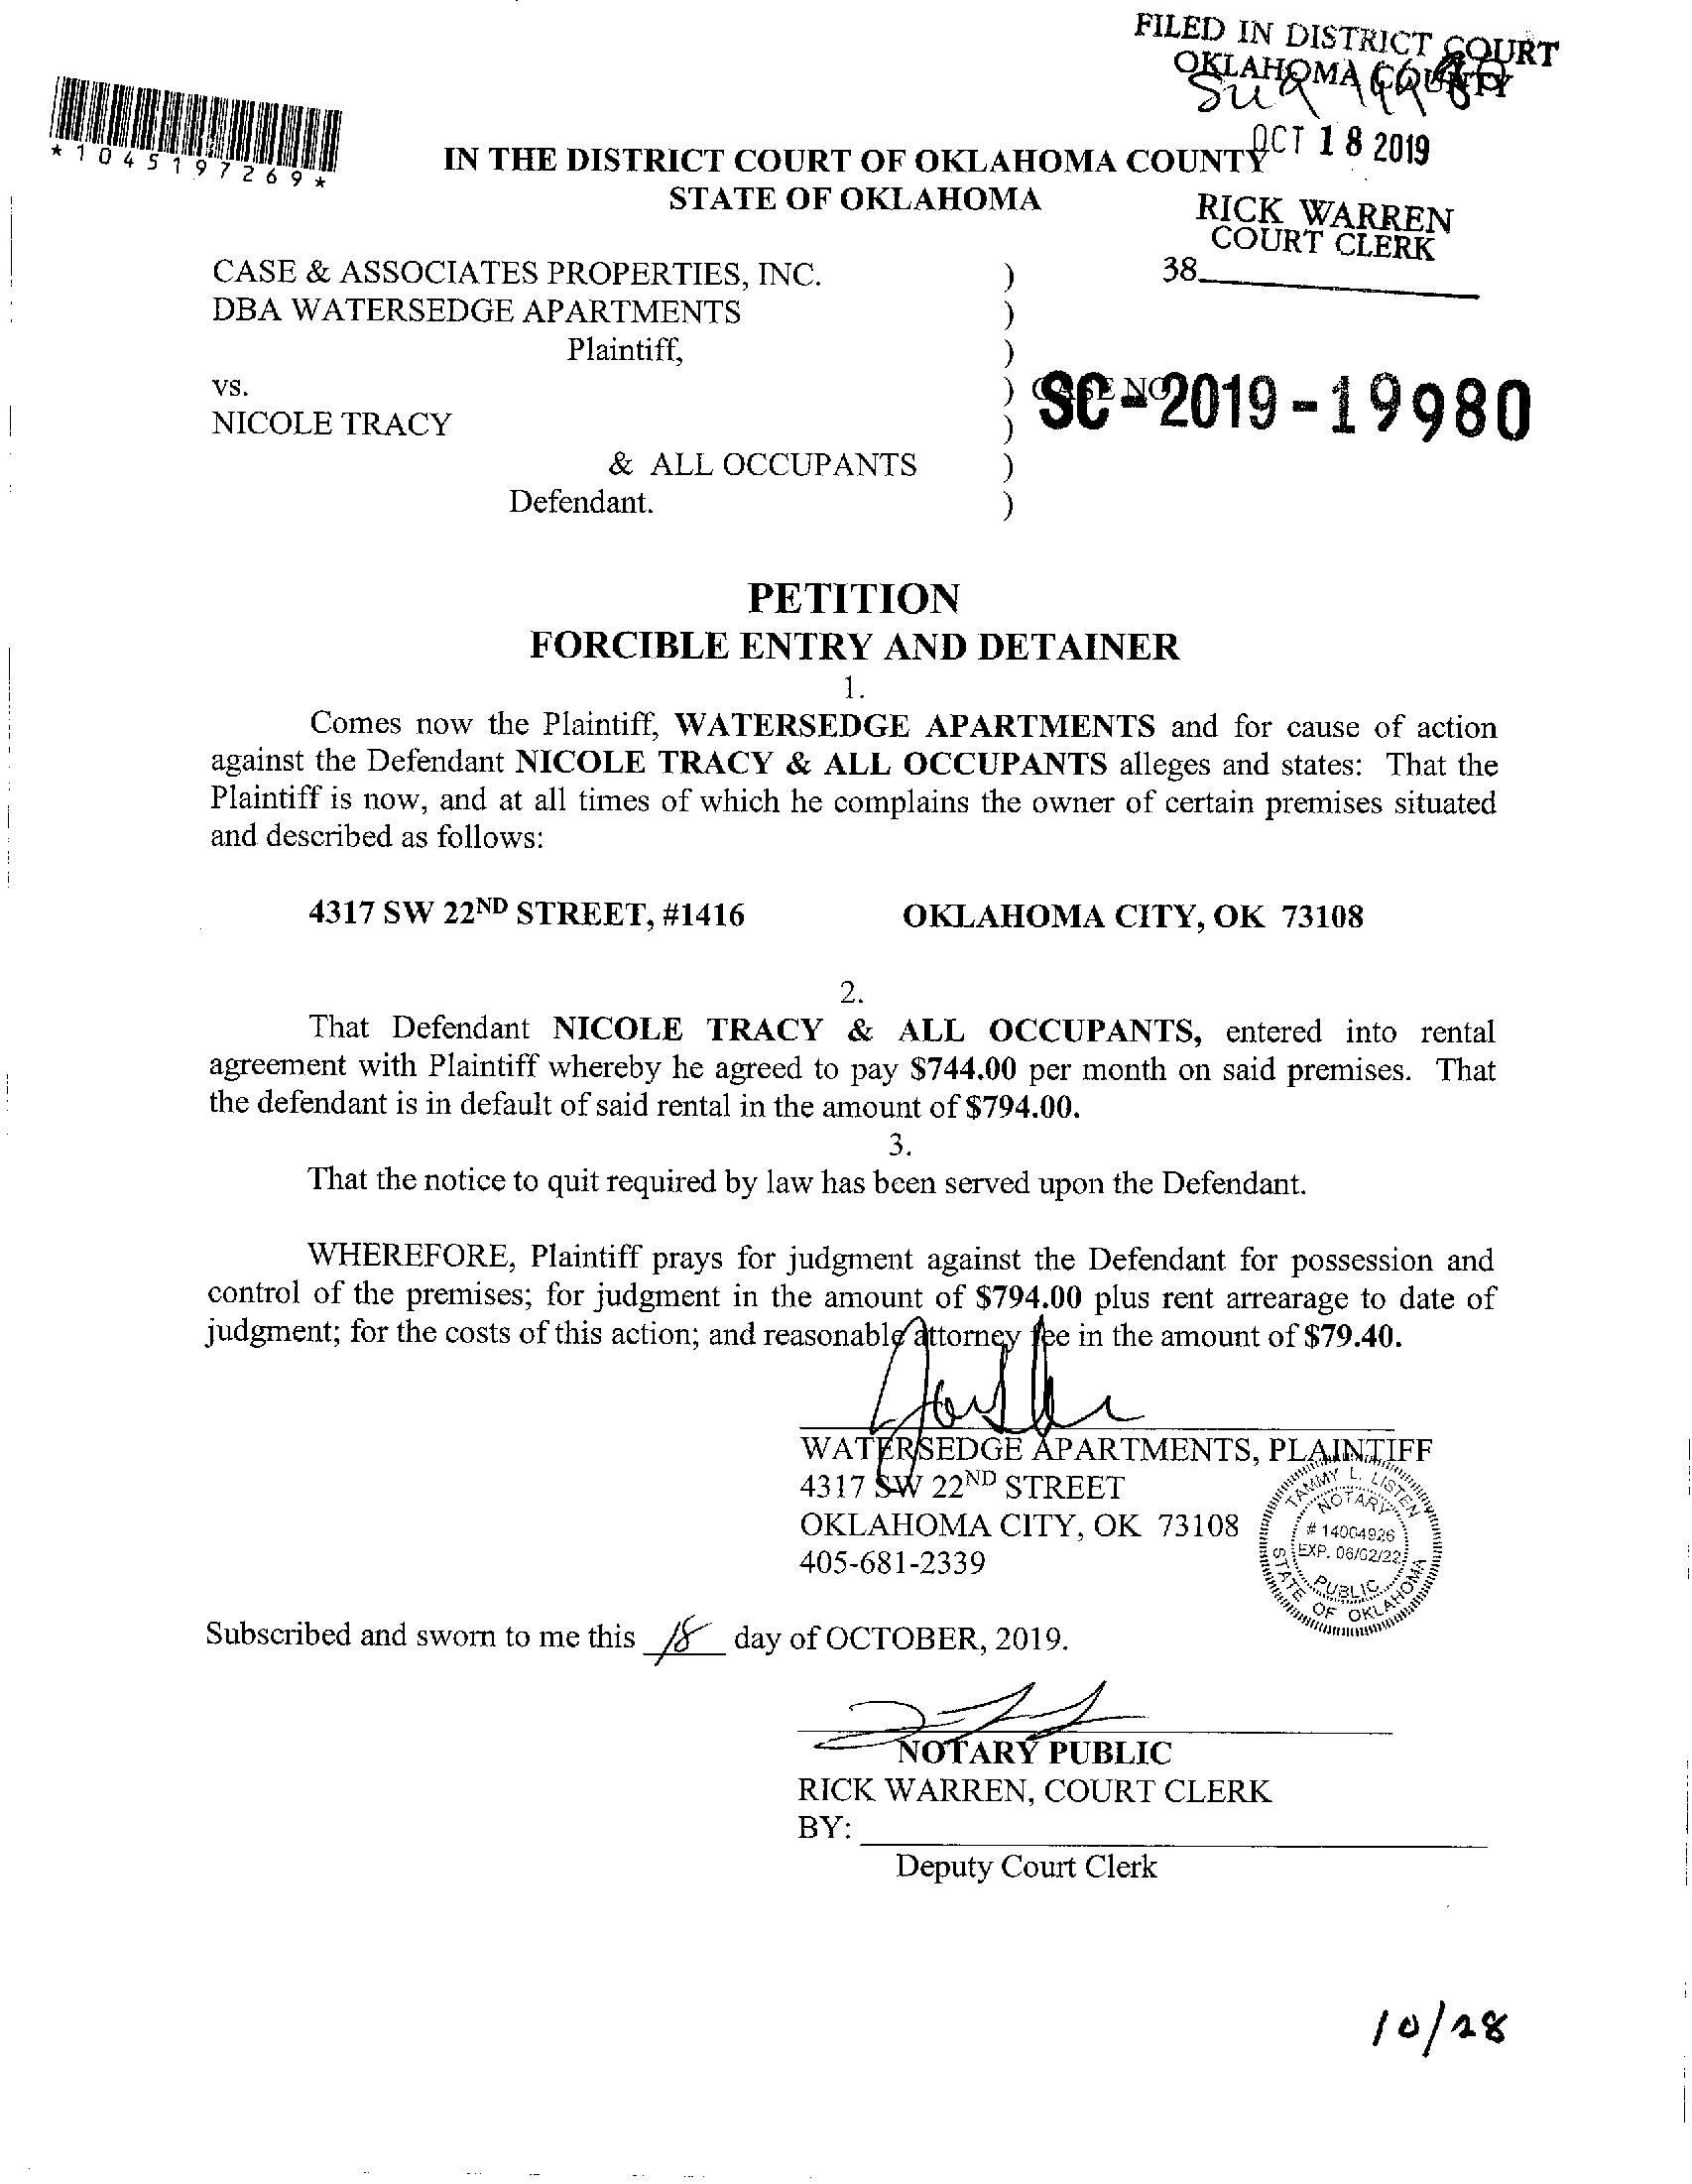 FILED IN DISTRICT COURT
OKLAHOMA COUNTY
OCT 18 2019
RICK WARREN
COURT CLERK
38
*1045197269*
IN THE DISTRICT COURT OF OKLAHOMA COUNTY
STATE OF OKLAHOMA
CASE & ASSOCIATES PROPERTIES, INC. )
DBA WATERSEDGE APARTMENTS )
Plaintiff, )
vs. ) CASE NO
SC-2019-19980
NICOLE TRACY )
& ALL OCCUPANTS )
Defendant. )
PETITION
FORCIBLE ENTRY AND DETAINER
1.
Comes now the Plaintiff, WATERSEDGE APARTMENTS and for cause of action
against the Defendant NICOLE TRACY & ALL OCCUPANTS alleges and states: That the
Plaintiff is now, and at all times of which he complains the owner of certain premises situated
and described as follows:
4317 SW 22ND STREET, #1416 OKLAHOMA CITY, OK 73108
2.
That Defendant NICOLE TRACY & ALL OCCUPANTS, entered into rental
agreement with Plaintiff whereby he agreed to pay $744.00 per month on said premises. That
the defendant is in default of said rental in the amount of $794.00.
3.
That the notice to quit required by law has been served upon the Defendant.
WHEREFORE, Plaintiff prays for judgment against the Defendant for possession and
control of the premises; for judgment in the amount of $794.00 plus rent arrearage to date of
judgment; for the costs of this action; and reasonable attorney fee in the amount of $79.40.
WATERSEDGE APARTMENTS, PLAINTIFF
4317 SW 22ND STREET
OKLAHOMA CITY, OK 73108
405-681-2339
TAMMY L. LISTEN
NOTARY
# 14004926
EXP. 06/02/22
PUBLIC
STATE OF OKLAHOMA
Subscribed and sworn to me this 18 day of OCTOBER, 2019.
NOTARY PUBLIC
RICK WARREN, COURT CLERK
BY:
Deputy Court Clerk
10/28